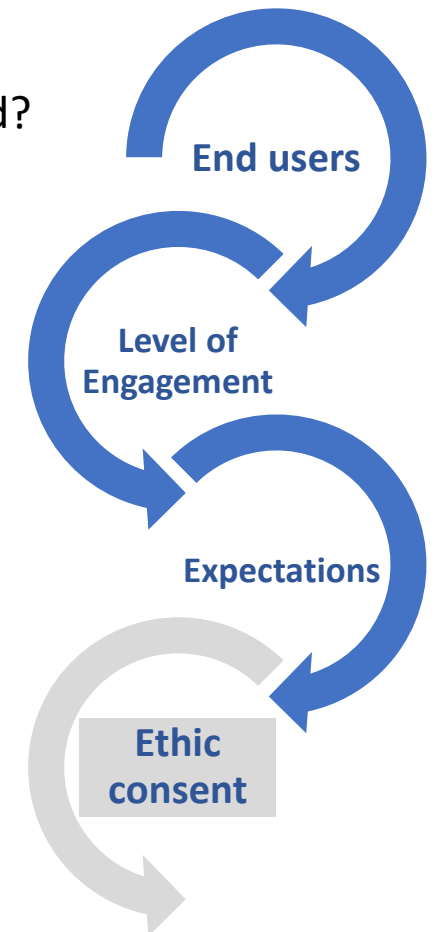 d?
End users
Level of
Engagement
Expectations
Ethic
consent